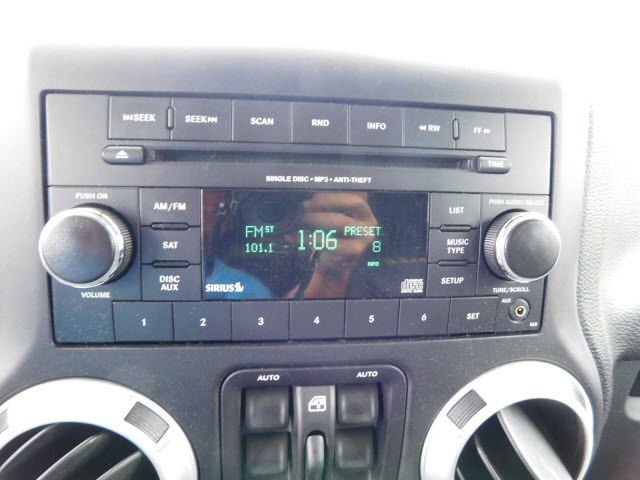 SEEK
SEEK
SCAN
RND
INFO
RW
FF
TIME
SINGLE DISC • MP3 • ANTI-THEFT
PUSH ON
AM/FM
SAT
DISC AUX
VOLUME
FM ST
101.1
1:06
PRESET
8
INFO
SIRIUS
LIST
MUSIC TYPE
SETUP
PUSH AUDIO/SELECT
TUNE/SCROLL
AUX
1
2
3
4
5
6
SET
AUTO
AUTO